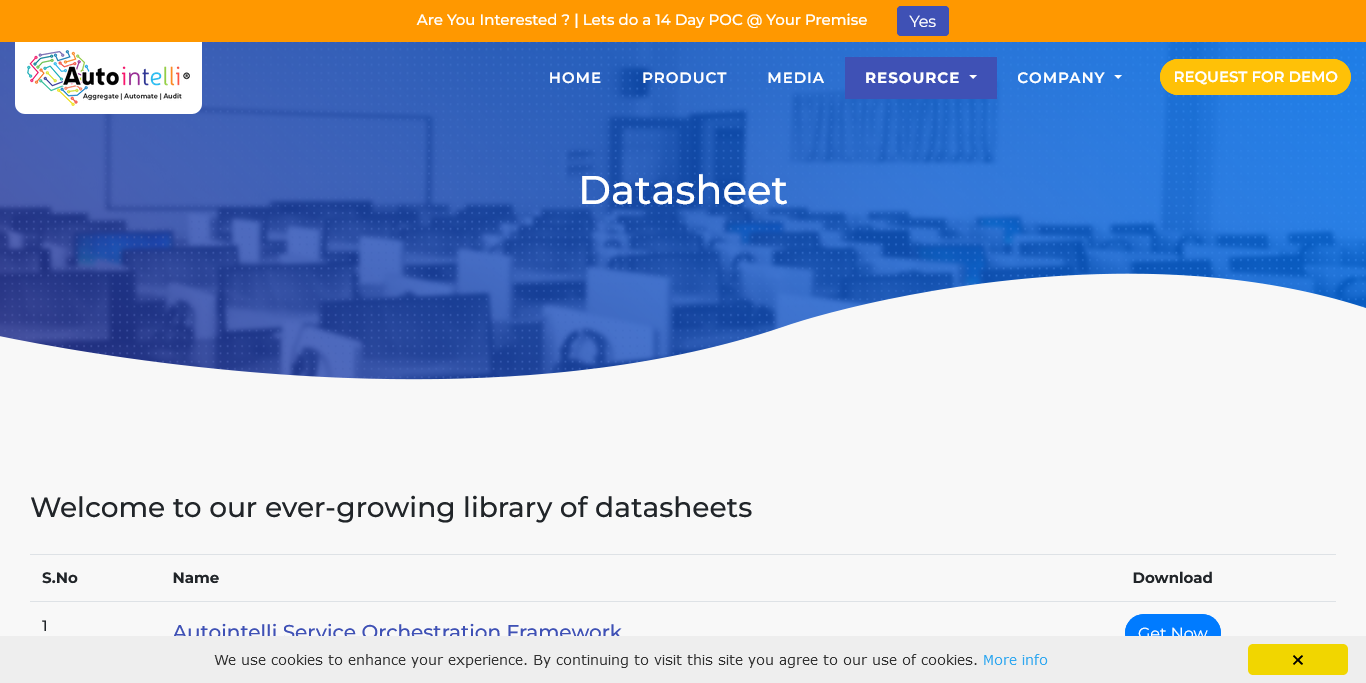 Are You Interested ? | Lets do a 14 Day POC @ Your Premise
Yes
Autointelli®
Aggregate | Automate | Audit
HOME
PRODUCT
MEDIA
RESOURCE
COMPANY
REQUEST FOR DEMO
Datasheet
Welcome to our ever-growing library of datasheets
S.No Name Download
1 Autointelli Service Orchestration Framework Get Now
We use cookies to enhance your experience. By continuing to visit this site you agree to our use of cookies. More info
×